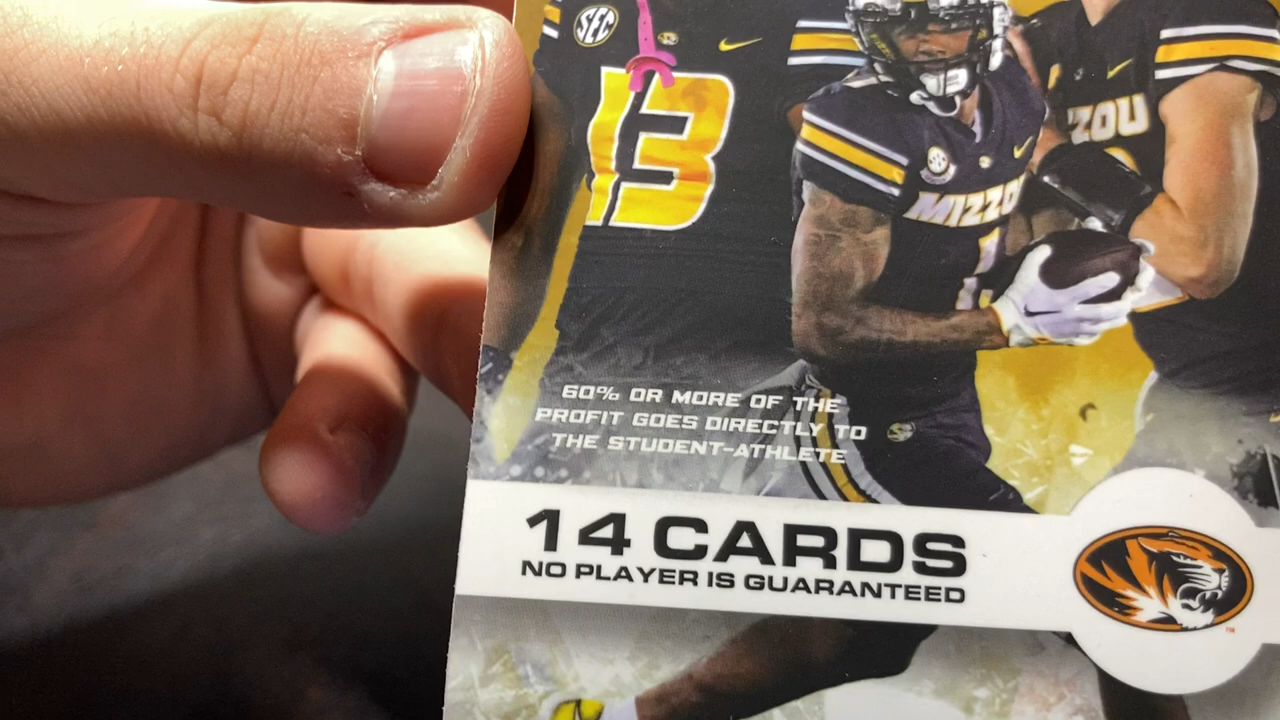 SEC
13
MIZZOU
60% OR MORE OF THE
PROFIT GOES DIRECTLY TO
THE STUDENT-ATHLETE
14 CARDS
NO PLAYER IS GUARANTEED